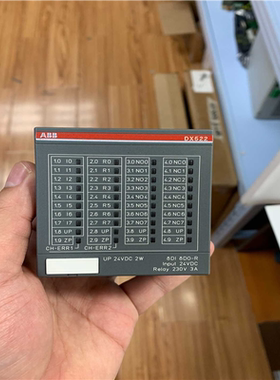 ABB
DX522
1.0 I0 2.0 R0 3.0 NO0 4.0 NO4
1.1 I1 2.1 R1 3.1 NC0 4.1 NC4
1.2 I2 2.2 R2 3.2 NO1 4.2 NO5
1.3 I3 2.3 R3 3.3 NC1 4.3 NC5
1.4 I4 2.4 R4 3.4 NO2 4.4 NO6
1.5 I5 2.5 R5 3.5 NC2 4.5 NC6
1.6 I6 2.6 R6 3.6 NO3 4.6 NO7
1.7 I7 2.7 R7 3.7 NC3 4.7 NC7
1.8 UP 2.8 UP 3.8 UP 4.8 UP
1.9 ZP 2.9 ZP 3.9 ZP 4.9 ZP
CH-ERR1 CH-ERR2
UP 24VDC 2W 8DI 8DO-R
Input 24VDC
Relay 230V 3A